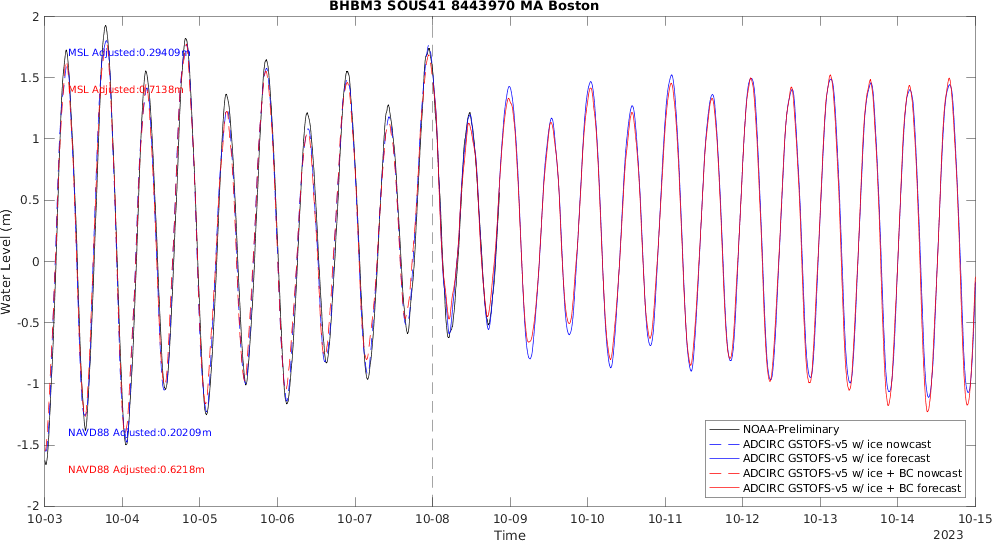 BHBM3 SOUS41 8443970 MA Boston
2
1.5
1
0.5
0
-0.5
-1
-1.5
-2
Water Level (m)
MSL Adjusted:0.29409m
MSL Adjusted:0.7138m
NAVD88 Adjusted:0.20209m
NAVD88 Adjusted:0.6218m
NOAA-Preliminary
ADCIRC GSTOFS-v5 w/ ice nowcast
ADCIRC GSTOFS-v5 w/ ice forecast
ADCIRC GSTOFS-v5 w/ ice + BC nowcast
ADCIRC GSTOFS-v5 w/ ice + BC forecast
10-03 10-04 10-05 10-06 10-07 10-08 10-09 10-10 10-11 10-12 10-13 10-14 10-15
Time
2023